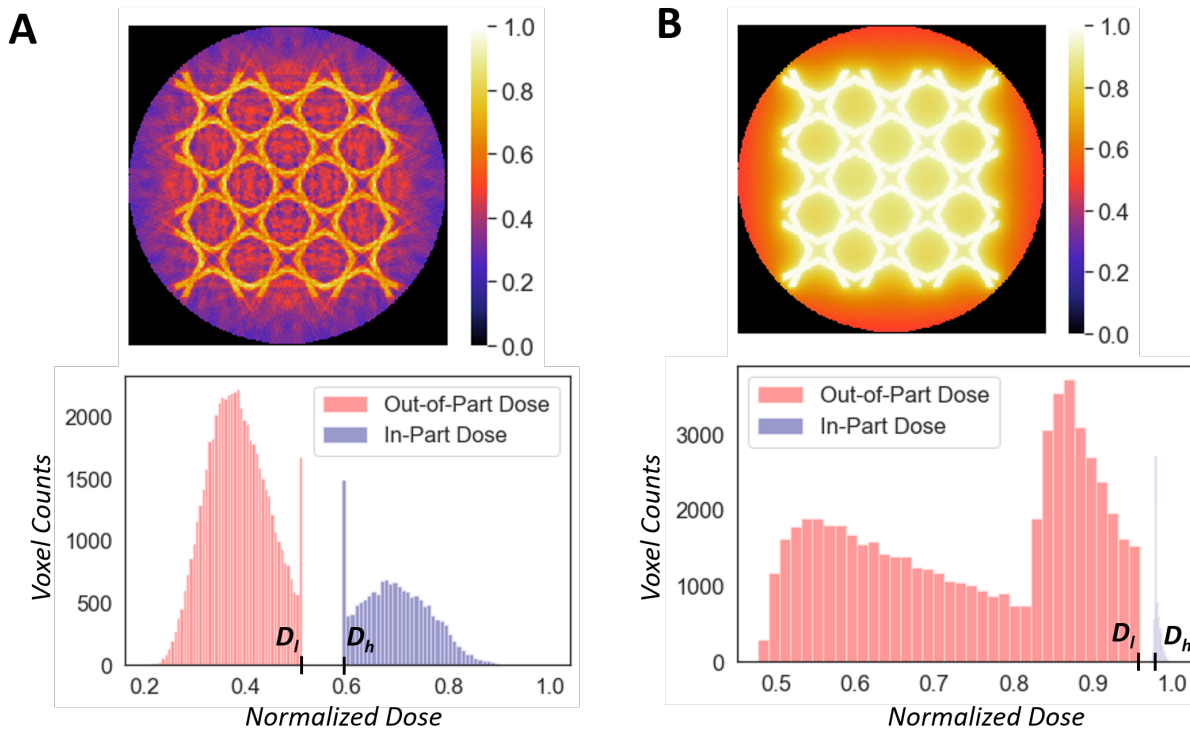 A
1.0
0.8
0.6
0.4
0.2
0.0
B
1.0
0.8
0.6
0.4
0.2
0.0
Voxel Counts
2000
1500
1000
500
0
Out-of-Part Dose
In-Part Dose
Dl
Dh
0.2 0.4 0.6 0.8 1.0
Normalized Dose
Voxel Counts
3000
2000
1000
0
Out-of-Part Dose
In-Part Dose
Dl
Dh
0.5 0.6 0.7 0.8 0.9 1.0
Normalized Dose